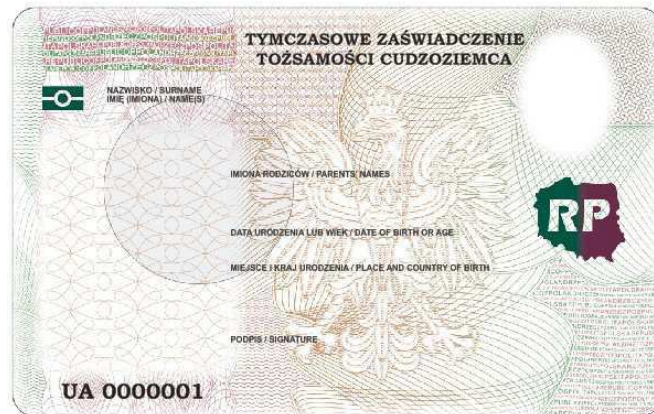 TYMCZASOWE ZAŚWIADCZENIE
TOŻSAMOŚCI CUDZOZIEMCA
NAZWISKO / SURNAME
IMIĘ (IMIONA) / NAME(S)
IMIONA RODZICÓW / PARENTS' NAMES
RP
DATA URODZENIA LUB WIEK / DATE OF BIRTH OR AGE
MIEJSCE I KRAJ URODZENIA / PLACE AND COUNTRY OF BIRTH
PODPIS / SIGNATURE
UA 0000001